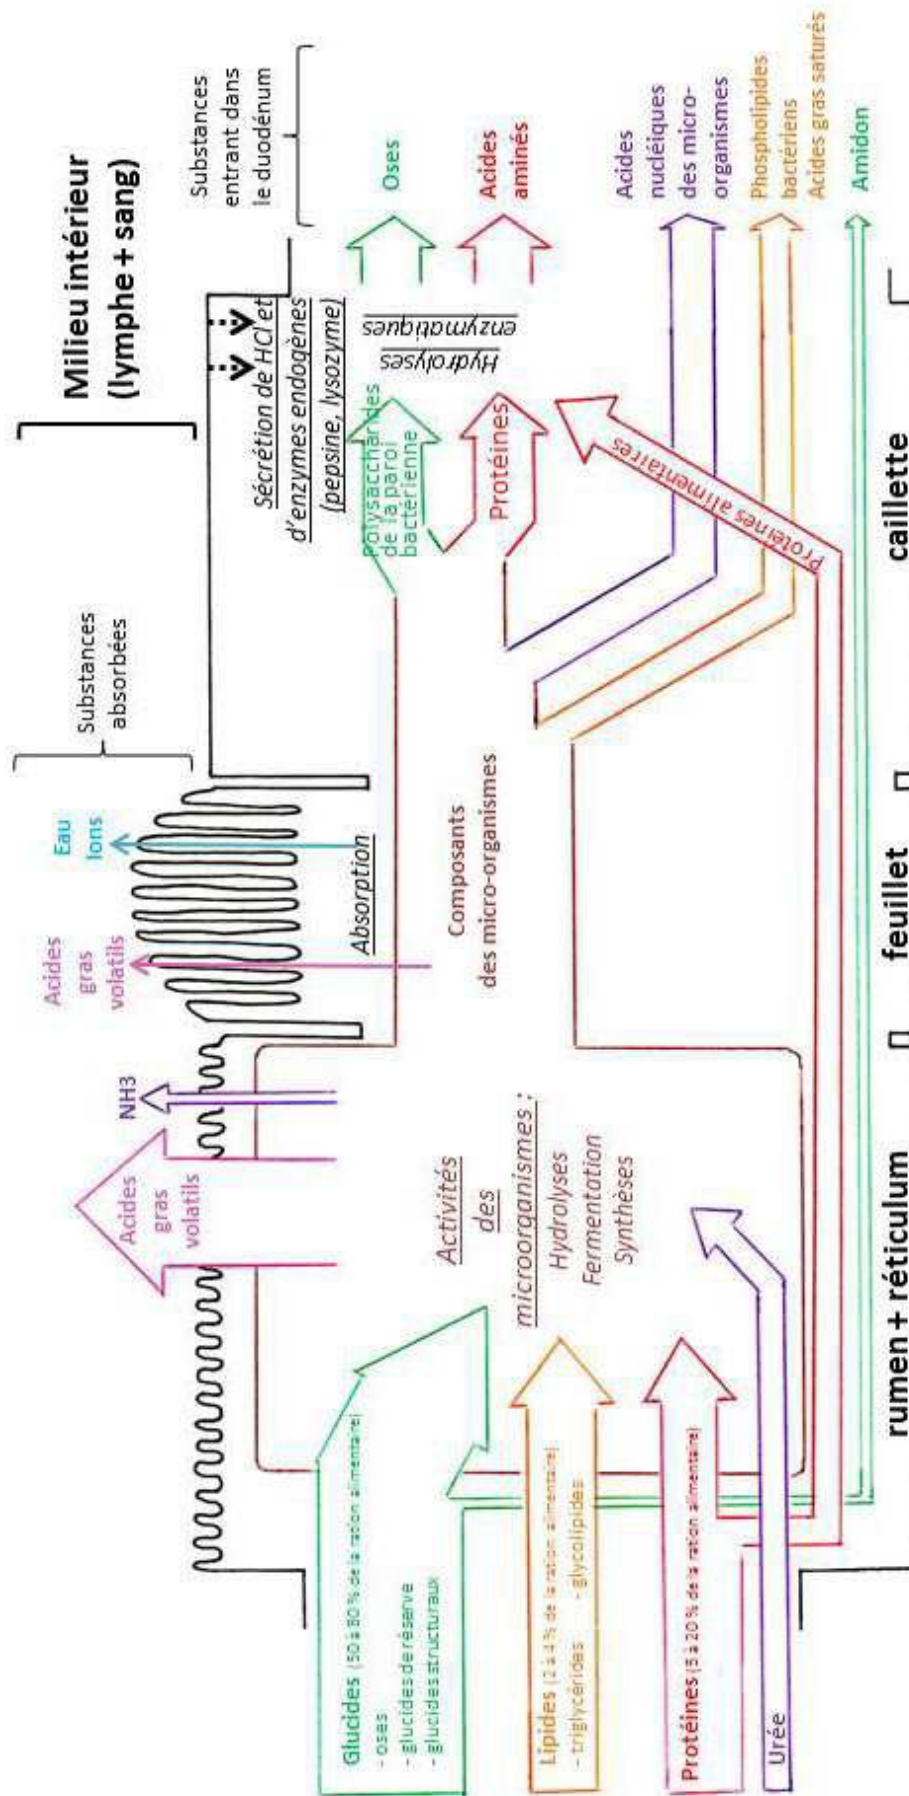 Milieu intérieur
(lymphe + sang)
Substances
absorbées
Substances
entrant dans
le duodénum
Acides
gras
volatils
NH3
Acides
gras
volatils
Eau
Ions
Absorption
Sécrétion de HCl et
d'enzymes endogènes
(pepsine, lysozyme)
Glucides (50 à 80 % de la ration alimentaire)
- oses
- glucides de réserve
- glucides structuraux
Lipides (2 à 4 % de la ration alimentaire)
- triglycérides - glycolipides
Protéines (5 à 20 % de la ration alimentaire)
Urée
Activités
des
microorganismes :
Hydrolyses
Fermentation
Synthèses
Composants
des micro-organismes
Polysaccharides
de la paroi
bactérienne
Protéines
Protéines alimentaires
Hydrolyses
enzymatiques
Oses
Acides
aminés
Acides
nucléiques
des micro-
organismes
Phospholipides
bactériens
Acides gras saturés
Amidon
rumen + réticulum
feuillet
caillette